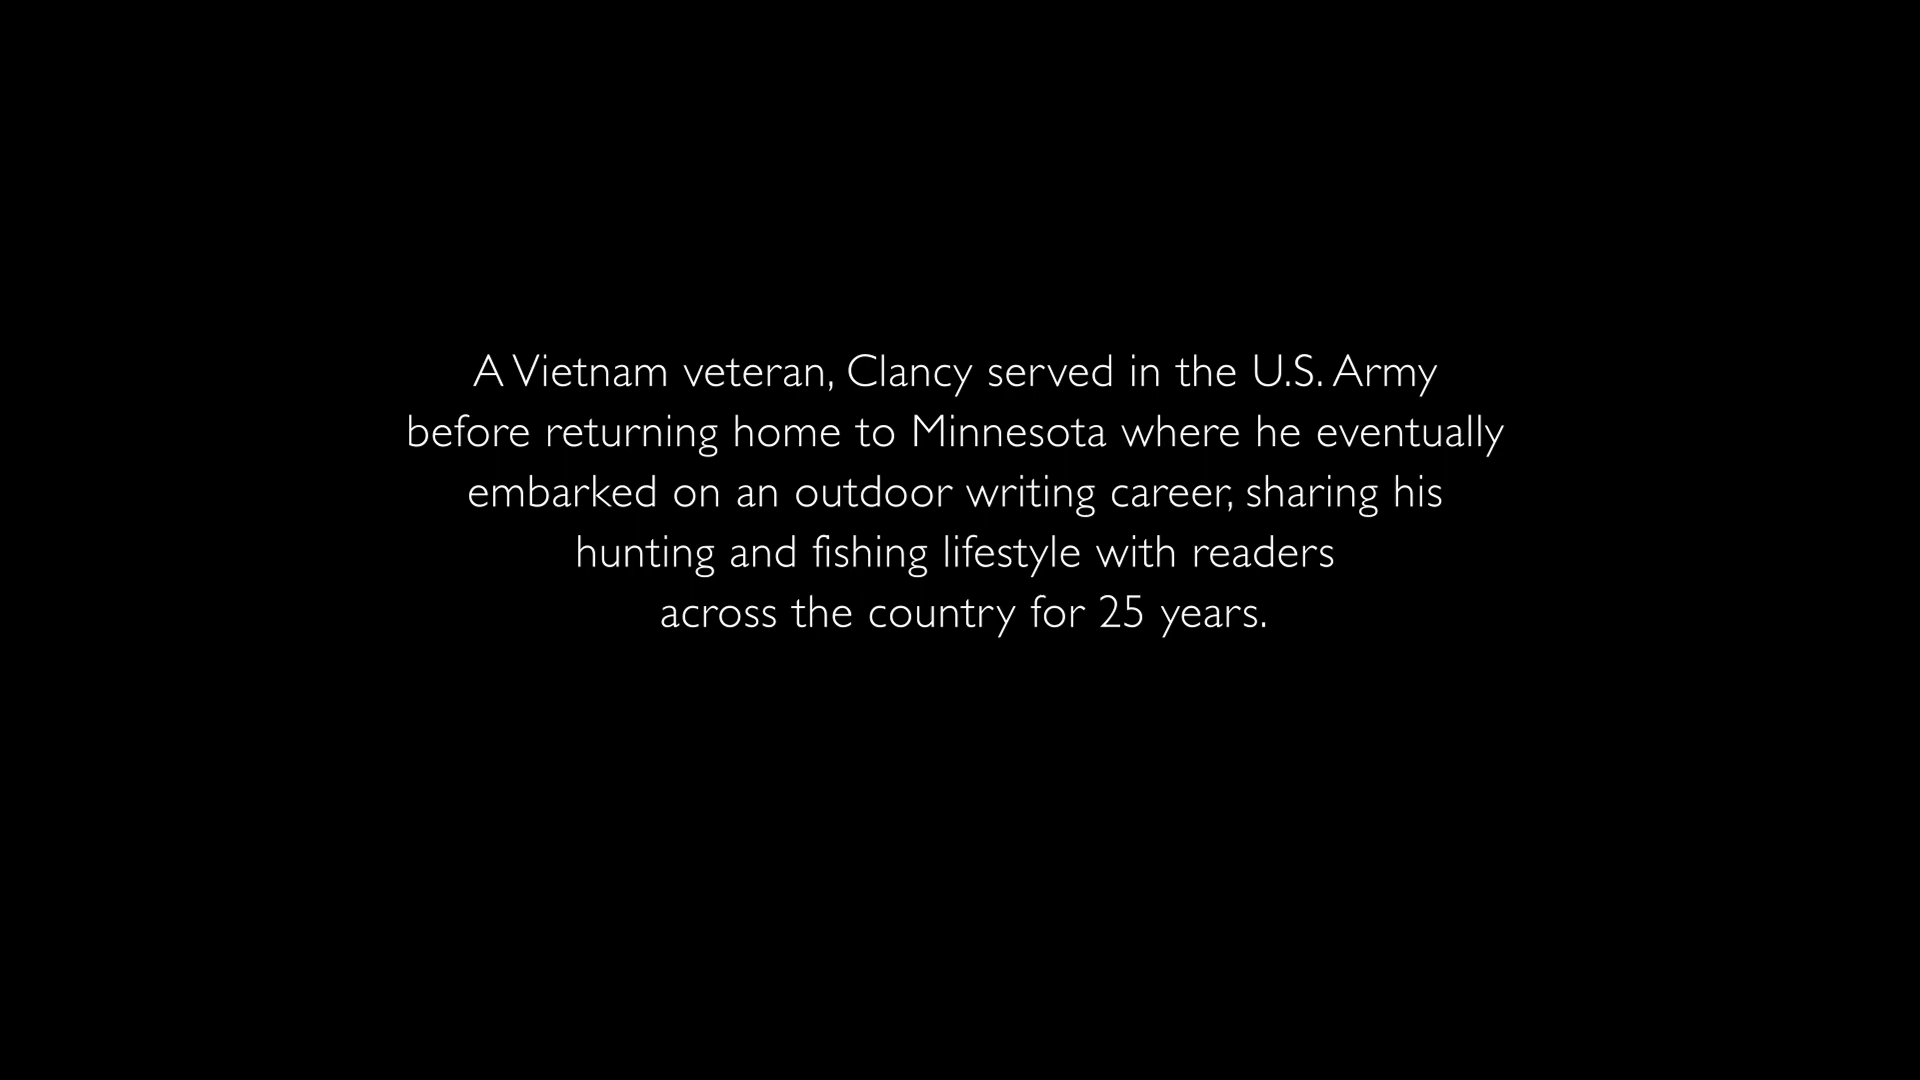 A Vietnam veteran, Clancy served in the U.S. Army
before returning home to Minnesota where he eventually
embarked on an outdoor writing career, sharing his
hunting and fishing lifestyle with readers
across the country for 25 years.